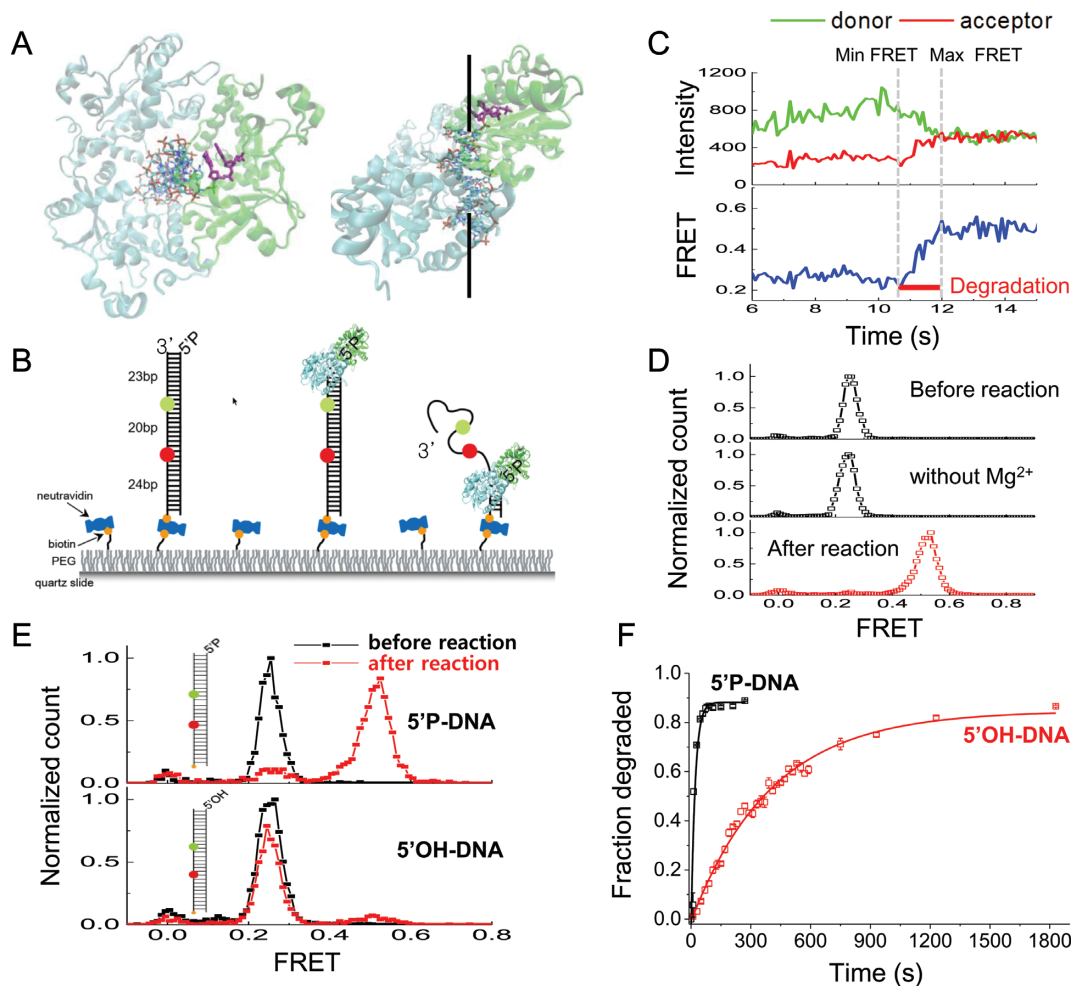 A
B
3' 5'P
23bp
20bp
24bp
neutravidin
biotin
PEG
quartz slide
5'P
3'
5'P
donor acceptor
C
Min FRET Max FRET
Intensity
1200
800
400
0
FRET
0.6
0.4
0.2
Degradation
6 8 10 12 14
Time (s)
D
Normalized count
1.0
0.5
0.0
Before reaction
1.0
0.5
0.0
without Mg²⁺
1.0
0.5
0.0
After reaction
0.0 0.2 0.4 0.6 0.8
FRET
E
before reaction
after reaction
Normalized count
1.0
0.5
0.0
5'P
5'P-DNA
1.0
0.5
0.0
5'OH
5'OH-DNA
0.0 0.2 0.4 0.6 0.8
FRET
F
Fraction degraded
1.0
0.8
0.6
0.4
0.2
0.0
5'P-DNA
5'OH-DNA
0 300 600 900 1200 1500 1800
Time (s)